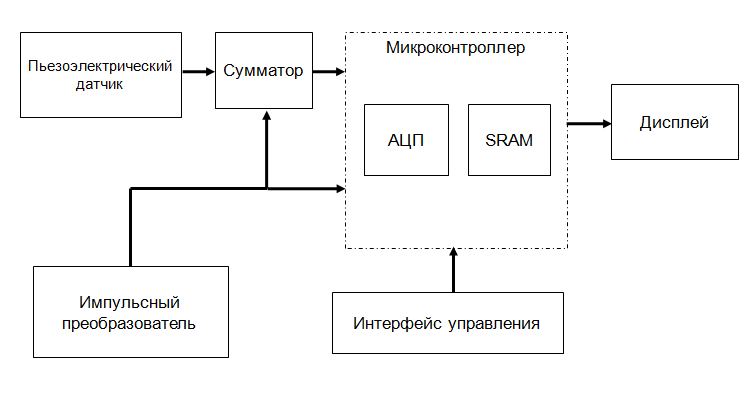 Пьезоэлектрический
датчик
Сумматор
Микроконтроллер
АЦП
SRAM
Дисплей
Импульсный
преобразователь
Интерфейс управления